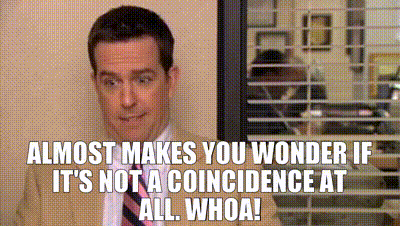 ALMOST MAKES YOU WONDER IF
IT'S NOT A COINCIDENCE AT
ALL. WHOA!